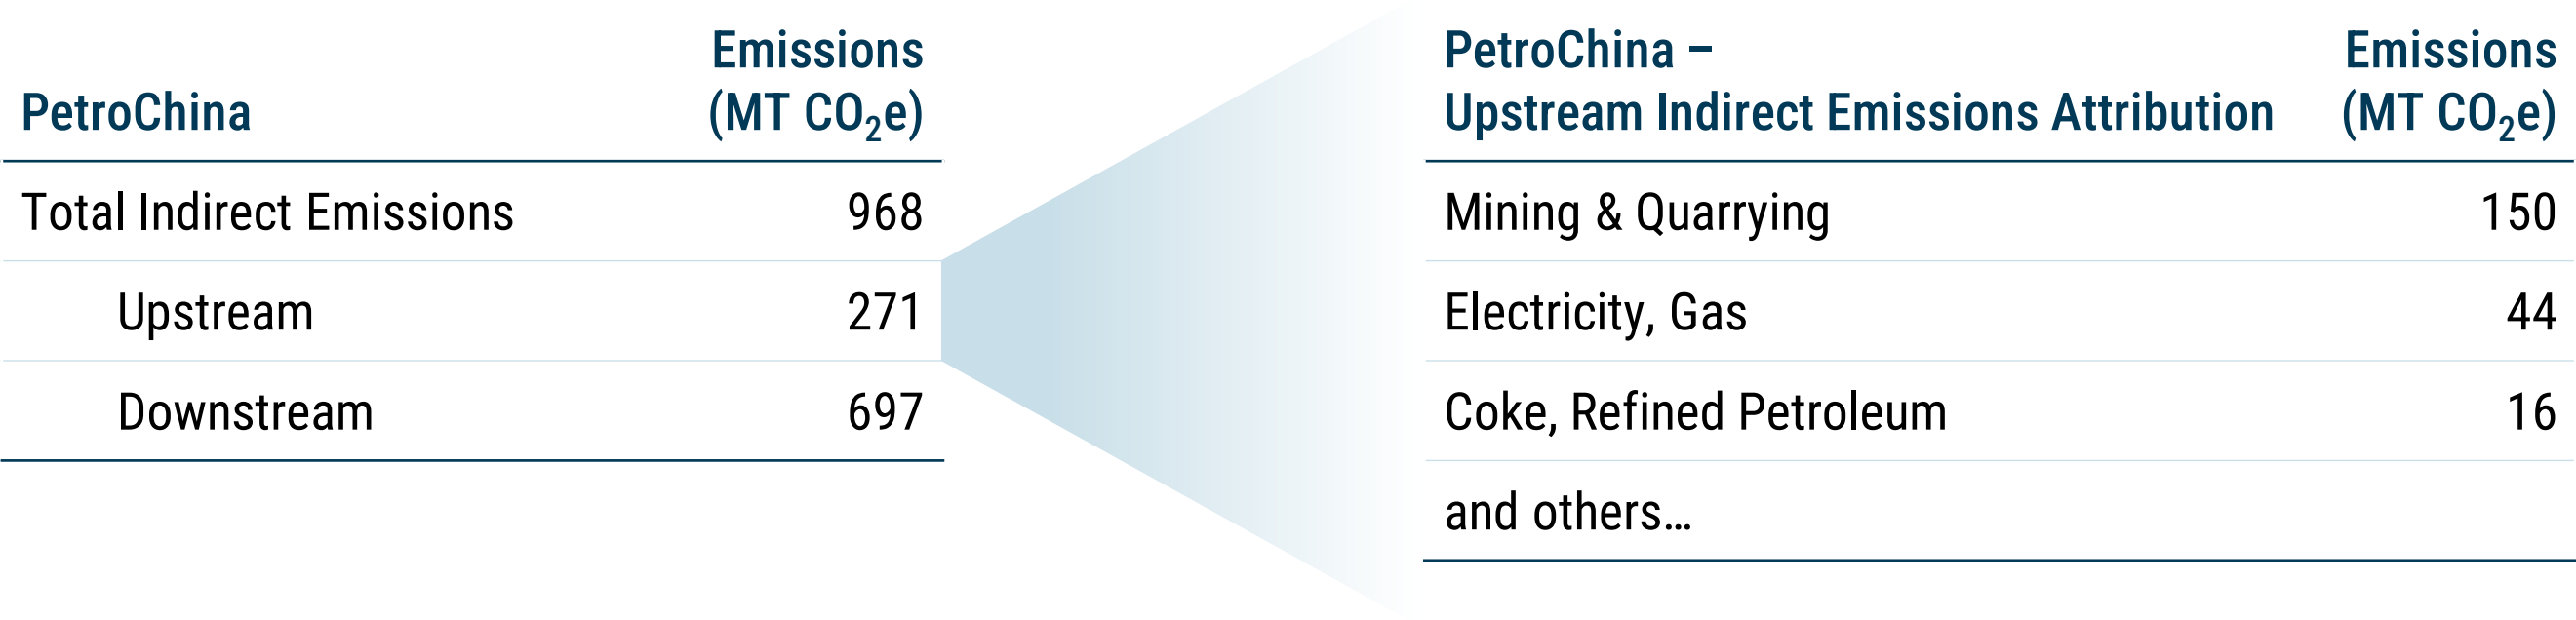 PetroChina
Emissions
(MT CO₂e)
Total Indirect Emissions 968
Upstream 271
Downstream 697
PetroChina –
Upstream Indirect Emissions Attribution
Emissions
(MT CO₂e)
Mining & Quarrying 150
Electricity, Gas 44
Coke, Refined Petroleum 16
and others...